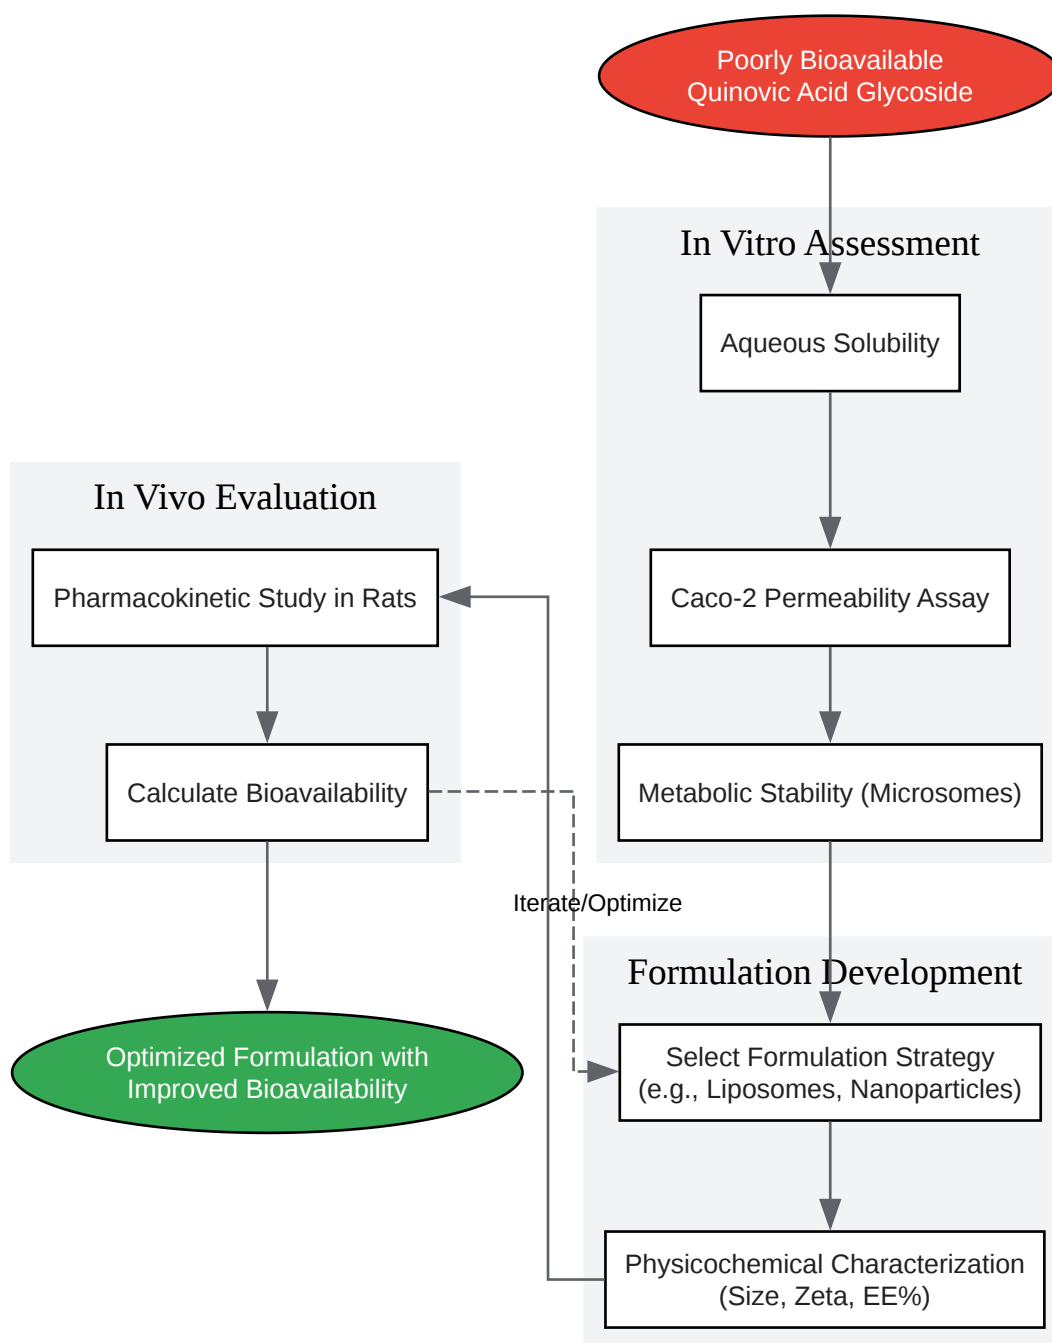 Poorly Bioavailable
Quinovic Acid Glycoside
In Vitro Assessment
Aqueous Solubility
Caco-2 Permeability Assay
Metabolic Stability (Microsomes)
In Vivo Evaluation
Pharmacokinetic Study in Rats
Calculate Bioavailability
Iterate/Optimize
Formulation Development
Select Formulation Strategy
(e.g., Liposomes, Nanoparticles)
Physicochemical Characterization
(Size, Zeta, EE%)
Optimized Formulation with
Improved Bioavailability